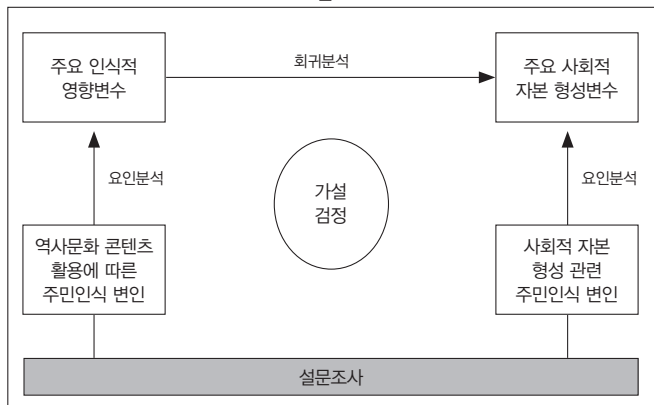 주요 인식적
영향변수
회귀분석
주요 사회적
자본 형성변수
요인분석
가설
검정
요인분석
역사문화 콘텐츠
활용에 따른
주민인식 변인
사회적 자본
형성 관련
주민인식 변인
설문조사